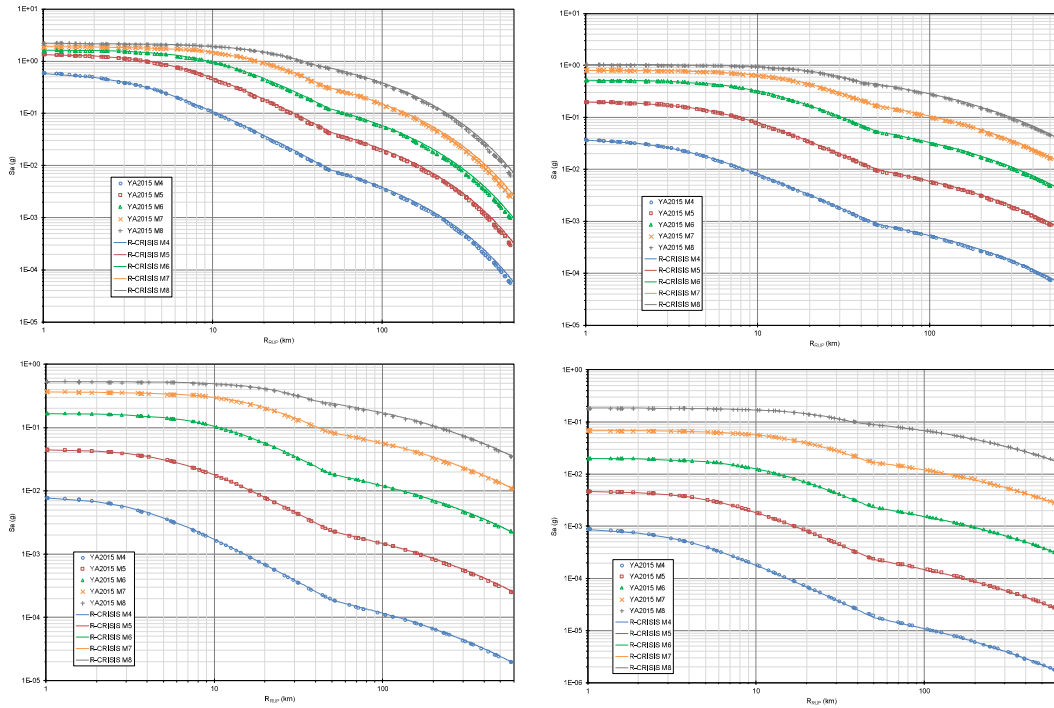 1E+01
1E+00
1E-01
1E-02
1E-03
1E-04
1E-05
Sa (g)
YA2015 M4
YA2015 M5
YA2015 M6
YA2015 M7
YA2015 M8
R-CRISIS M4
R-CRISIS M5
R-CRISIS M6
R-CRISIS M7
R-CRISIS M8
1 10 100
RRUP (km)
1E+01
1E+00
1E-01
1E-02
1E-03
1E-04
1E-05
Sa (g)
YA2015 M4
YA2015 M5
YA2015 M6
YA2015 M7
YA2015 M8
R-CRISIS M4
R-CRISIS M5
R-CRISIS M6
R-CRISIS M7
R-CRISIS M8
1 10 100
RRUP (km)
1E+00
1E-01
1E-02
1E-03
1E-04
1E-05
Sa (g)
YA2015 M4
YA2015 M5
YA2015 M6
YA2015 M7
YA2015 M8
R-CRISIS M4
R-CRISIS M5
R-CRISIS M6
R-CRISIS M7
R-CRISIS M8
1 10 100
RRUP (km)
1E+00
1E-01
1E-02
1E-03
1E-04
1E-05
1E-06
Sa (g)
YA2015 M4
YA2015 M5
YA2015 M6
YA2015 M7
YA2015 M8
R-CRISIS M4
R-CRISIS M5
R-CRISIS M6
R-CRISIS M7
R-CRISIS M8
1 10 100
RRUP (km)